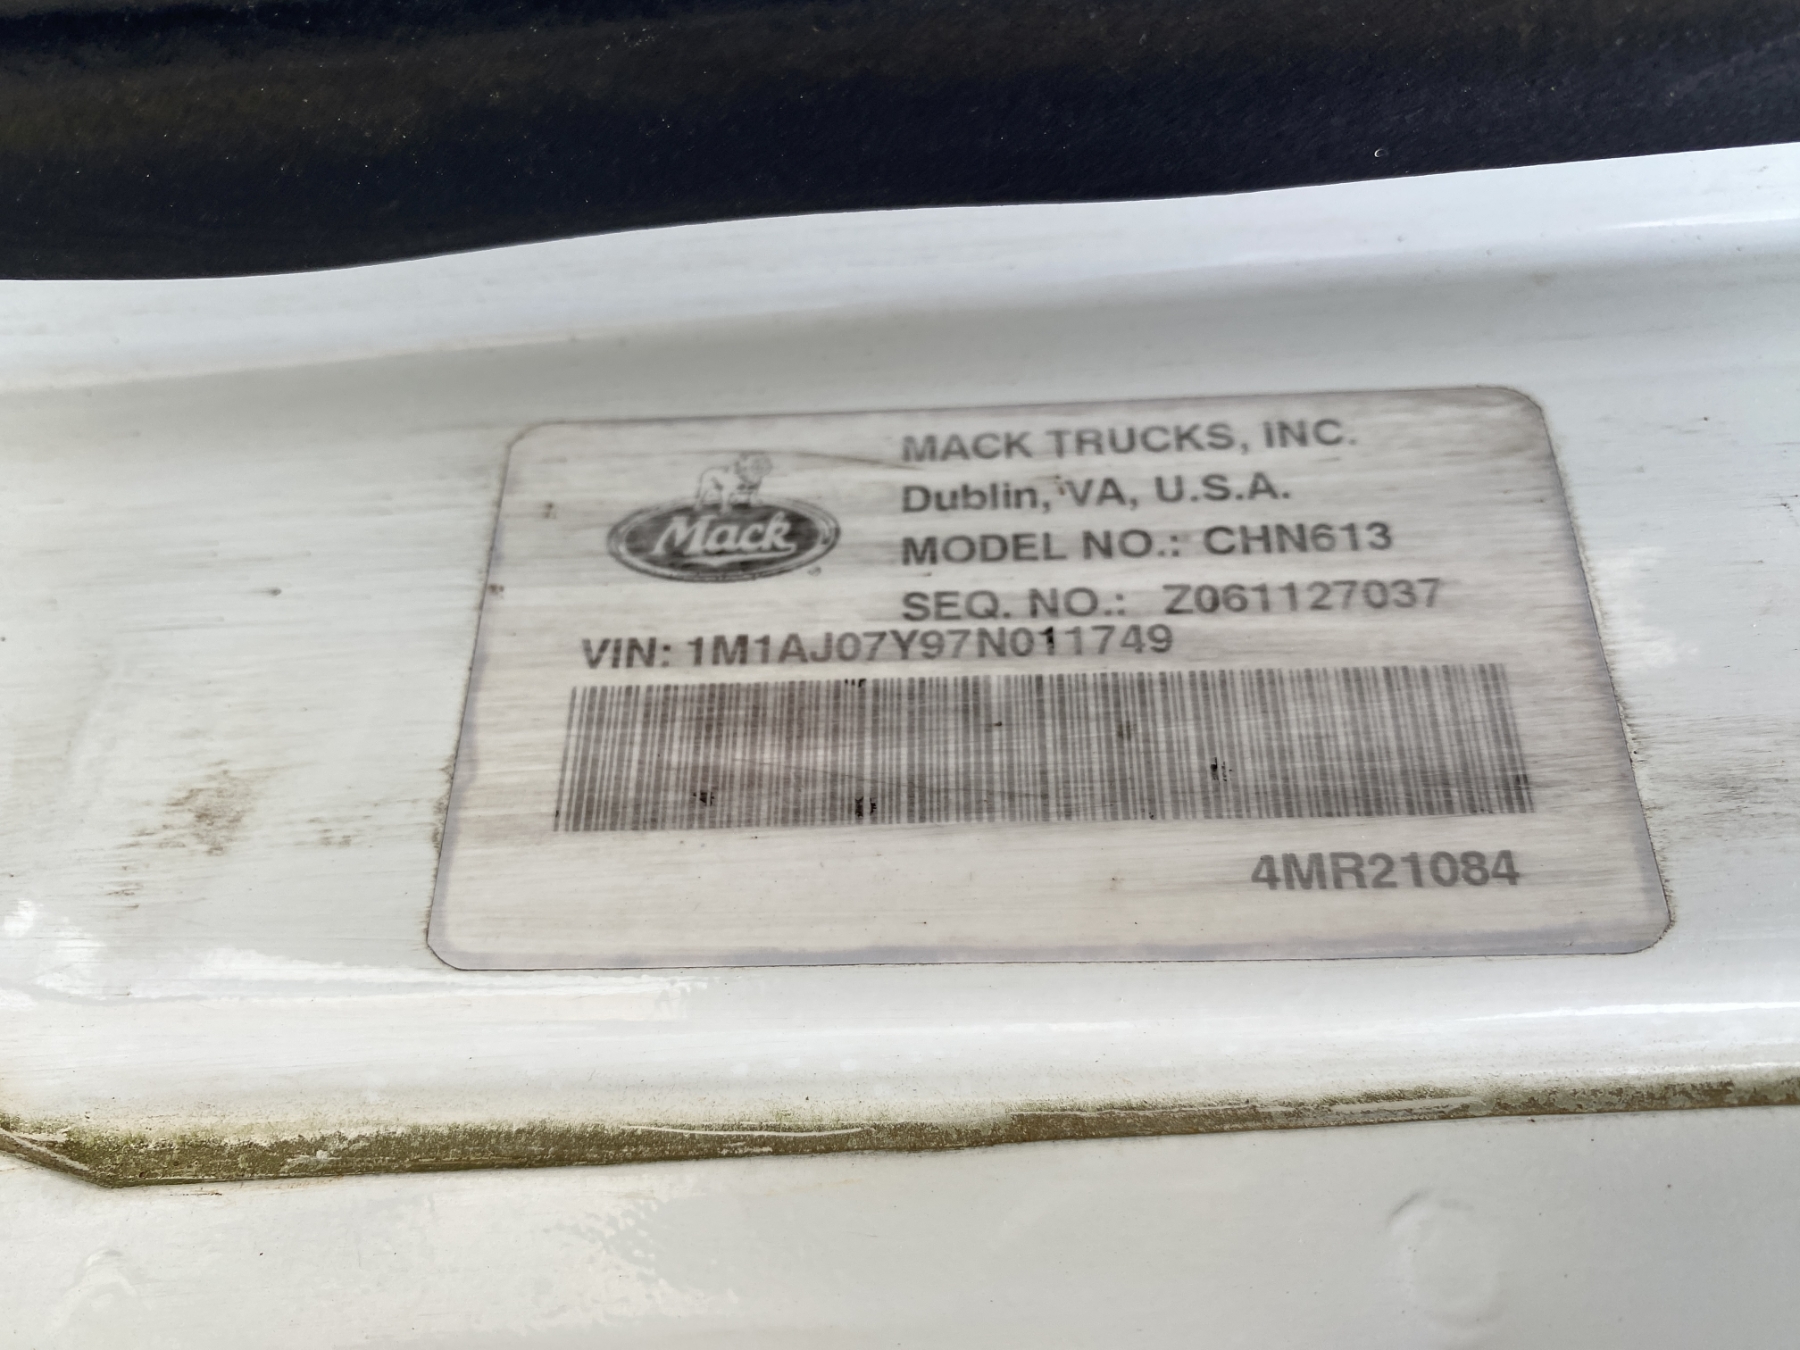 MACK TRUCKS, INC.
Dublin, VA, U.S.A.
Mack
MODEL NO.: CHN613
SEQ. NO.: Z061127037
VIN: 1M1AJ07Y97N011749
4MR21084